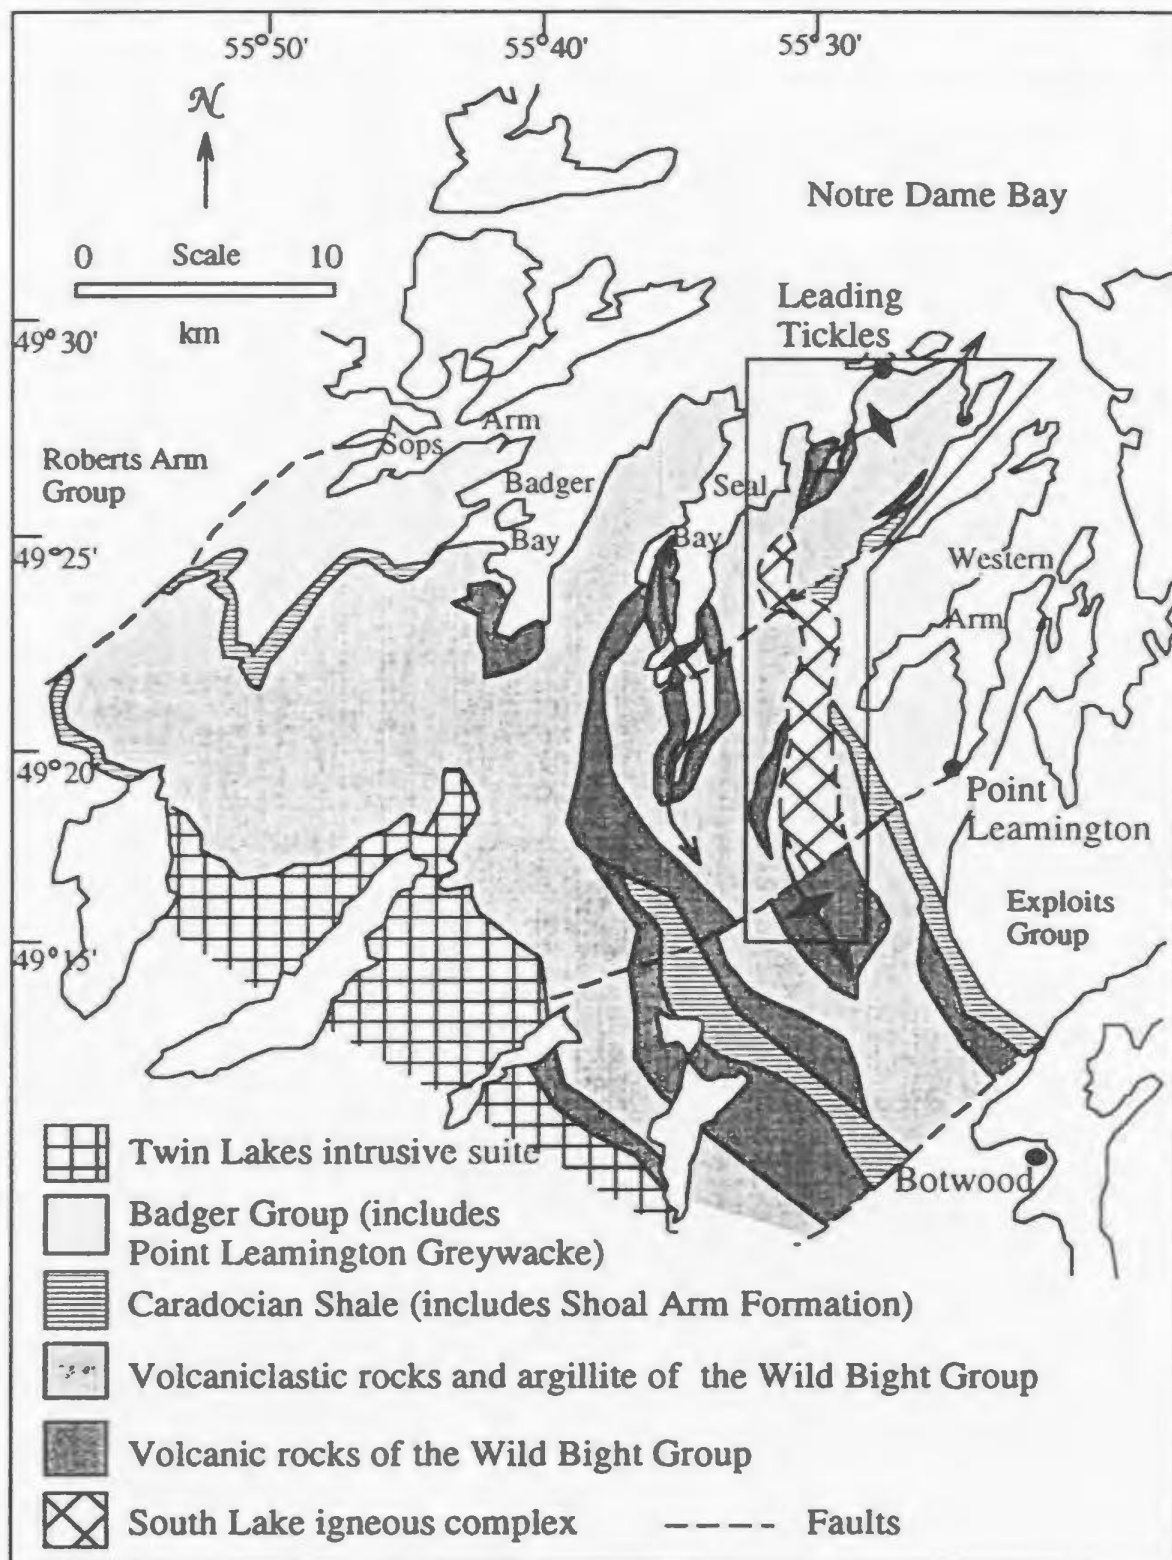 55°50'
55°40'
55°30'
N
Notre Dame Bay
0 Scale 10
km
Leading
Tickles
49°30'
Arm
Sops
Roberts Arm
Group
Badger
Seal
Bay
Bay
49°25'
Western
Arm
49°20'
Point
Leamington
Exploits
Group
49°15'
Botwood
Twin Lakes intrusive suite
Badger Group (includes
Point Leamington Greywacke)
Caradocian Shale (includes Shoal Arm Formation)
Volcaniclastic rocks and argillite of the Wild Bight Group
Volcanic rocks of the Wild Bight Group
South Lake igneous complex
Faults